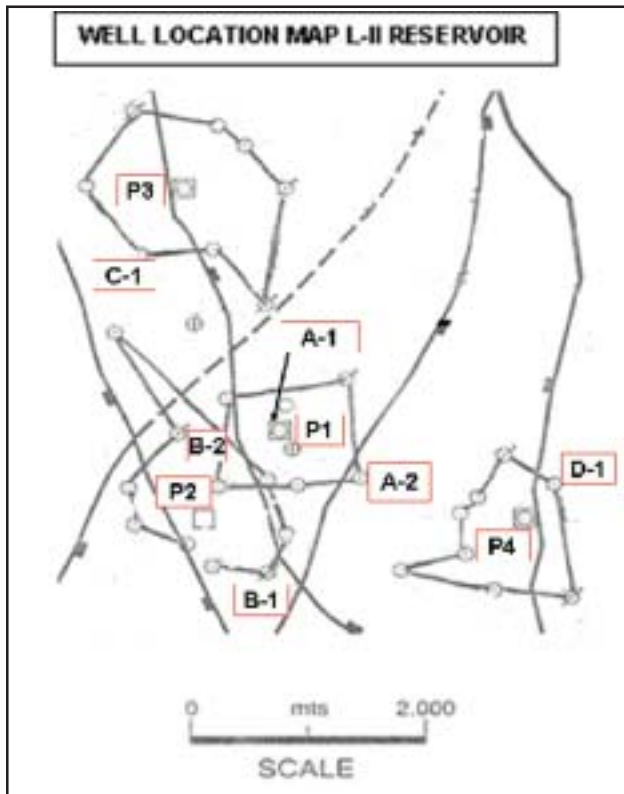 WELL LOCATION MAP L-II RESERVOIR
P3
C-1
A-1
P1
B-2
P2
A-2
D-1
P4
B-1
0 mts 2.000
SCALE